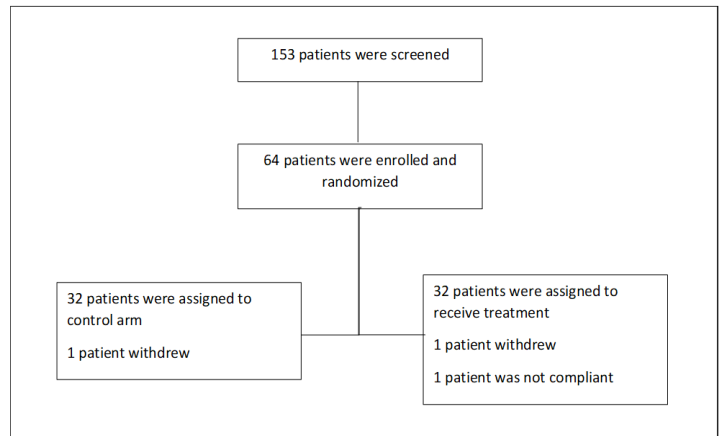 153 patients were screened
64 patients were enrolled and
randomized
32 patients were assigned to
control arm
1 patient withdrew
32 patients were assigned to
receive treatment
1 patient withdrew
1 patient was not compliant